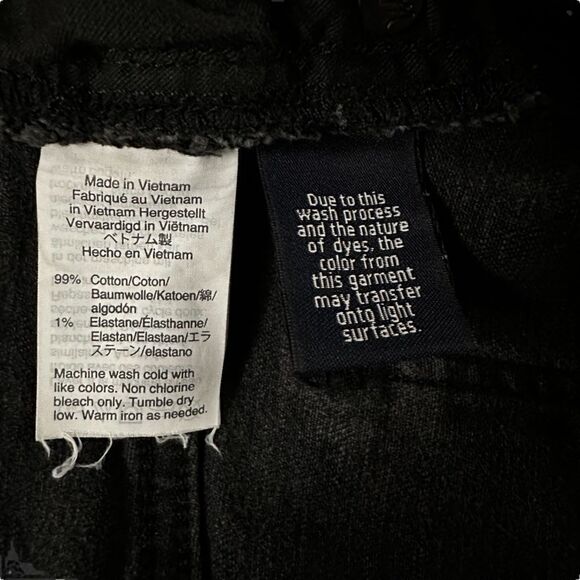 Made in Vietnam
Fabriqué au Vietnam
in Vietnam Hergestellt
Vervaardigd in Viëtnam
ベトナム製
Hecho en Vietnam
99% Cotton/Coton/
Baumwolle/Katoen/綿/
algodón
1% Elastane/Élasthanne/
Elastan/Elastaan/エラ
ステーン/elastano
Machine wash cold with
like colors. Non chlorine
bleach only. Tumble dry
low. Warm iron as needed.
Due to this
wash process
and the nature
of dyes, the
color from
this garment
may transfer
onto light
surfaces.